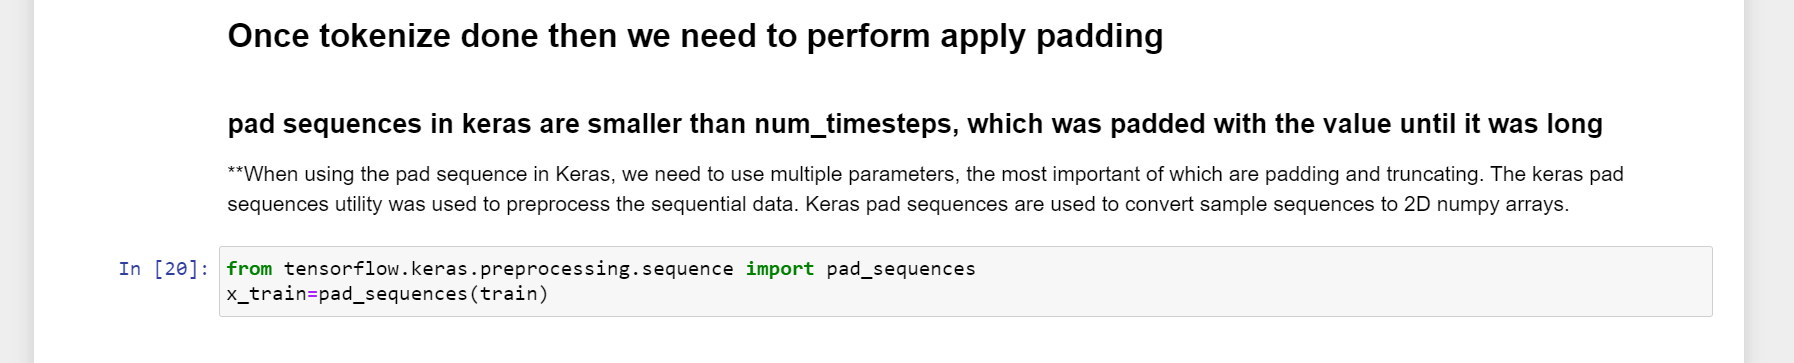 Once tokenize done then we need to perform apply padding
pad sequences in keras are smaller than num_timesteps, which was padded with the value until it was long
**When using the pad sequence in Keras, we need to use multiple parameters, the most important of which are padding and truncating. The keras pad
sequences utility was used to preprocess the sequential data. Keras pad sequences are used to convert sample sequences to 2D numpy arrays.
In [20]: from tensorflow.keras.preprocessing.sequence import pad_sequences
x_train=pad_sequences(train)